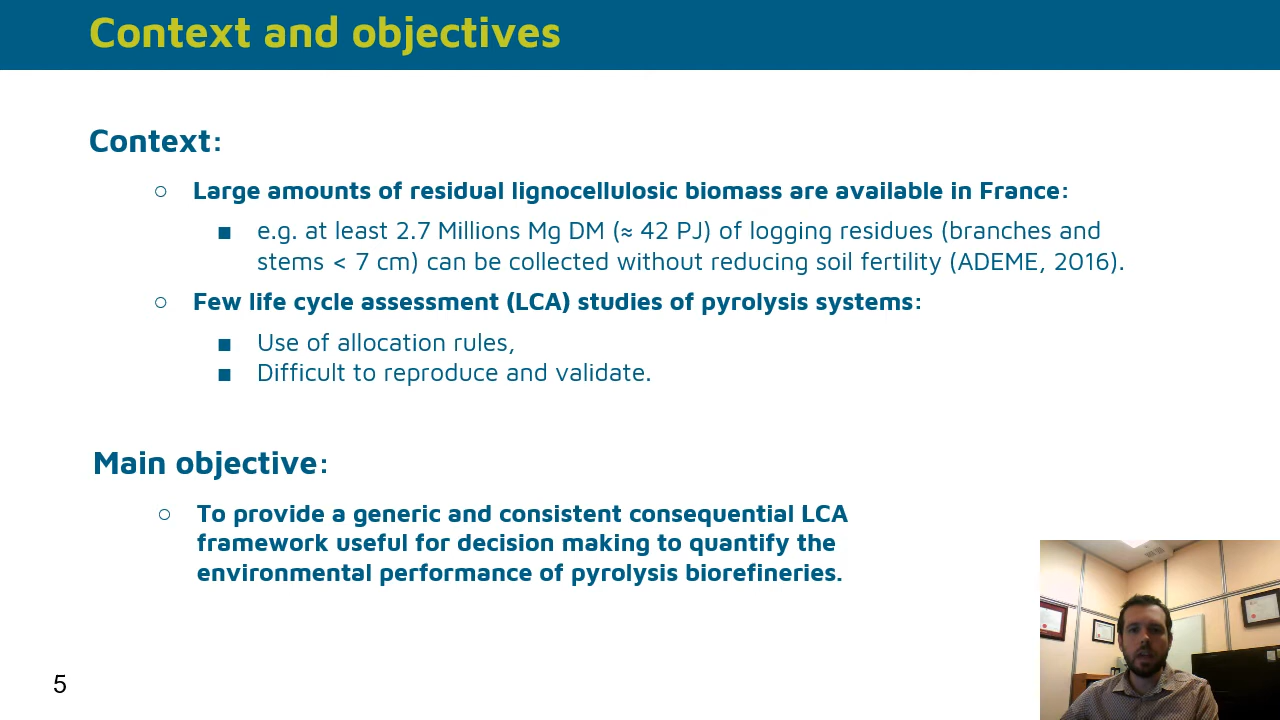 Context and objectives
Context:
○ Large amounts of residual lignocellulosic biomass are available in France:
■ e.g. at least 2.7 Millions Mg DM (≈ 42 PJ) of logging residues (branches and
stems < 7 cm) can be collected without reducing soil fertility (ADEME, 2016).
○ Few life cycle assessment (LCA) studies of pyrolysis systems:
■ Use of allocation rules,
■ Difficult to reproduce and validate.
Main objective:
○ To provide a generic and consistent consequential LCA
framework useful for decision making to quantify the
environmental performance of pyrolysis biorefineries.
5